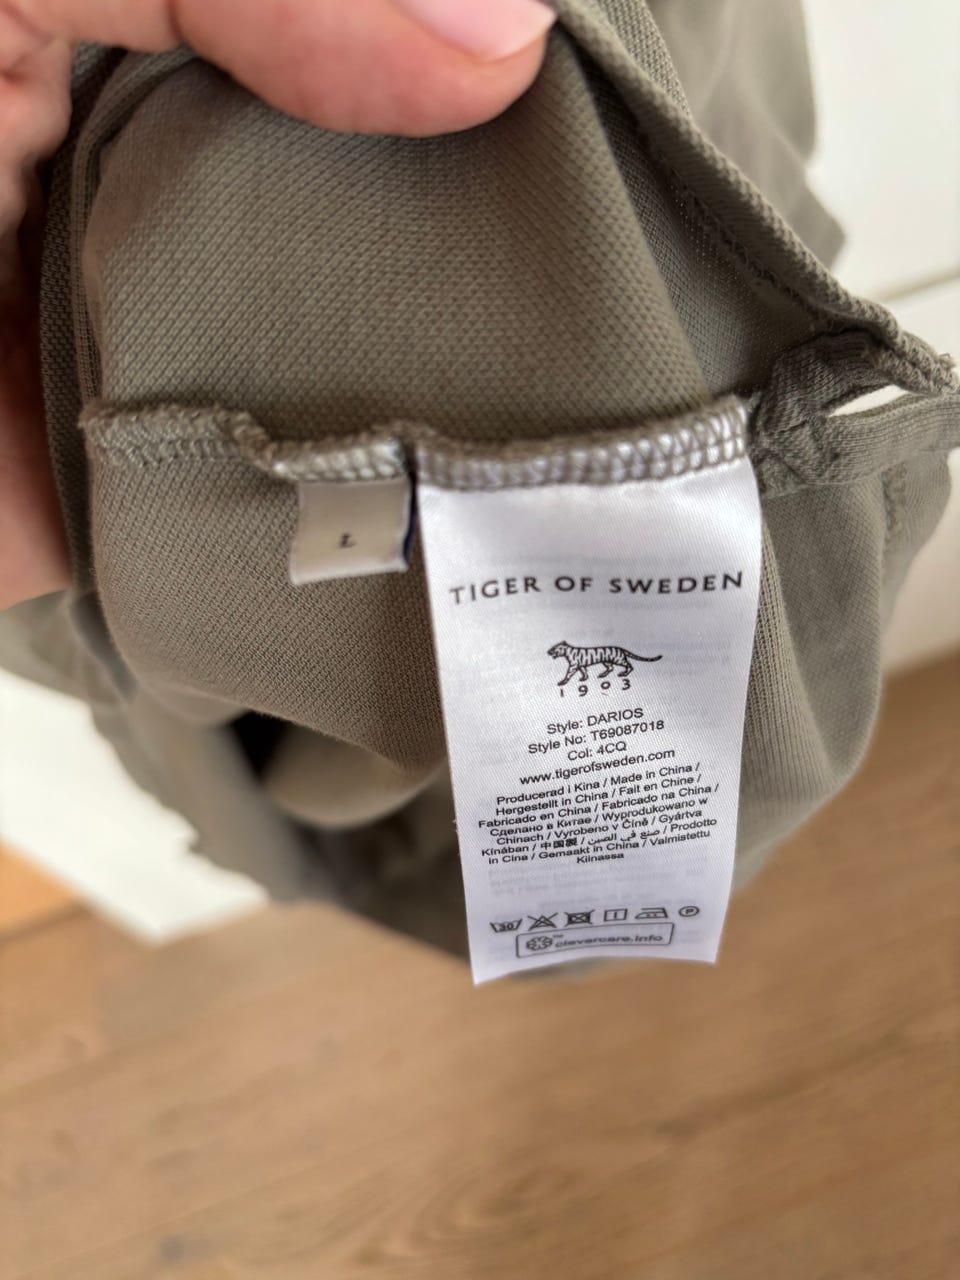 TIGER OF SWEDEN
1903
Style: DARIOS
Style No: T69087018
Col: 4CQ
www.tigerofsweden.com
Producerad i Kina / Made in China /
Hergestellt in China / Fait en Chine /
Fabricado en China / Fabricado na China /
Сделано в Китае / Wyprodukowano w
Chinach / Vyrobeno v Číně / Gyártva
Kínában / 中国製 / صنع في الصين / Prodotto
in Cina / Gemaakt in China / Valmistettu
Kiinassa
30 P
clevercare.info